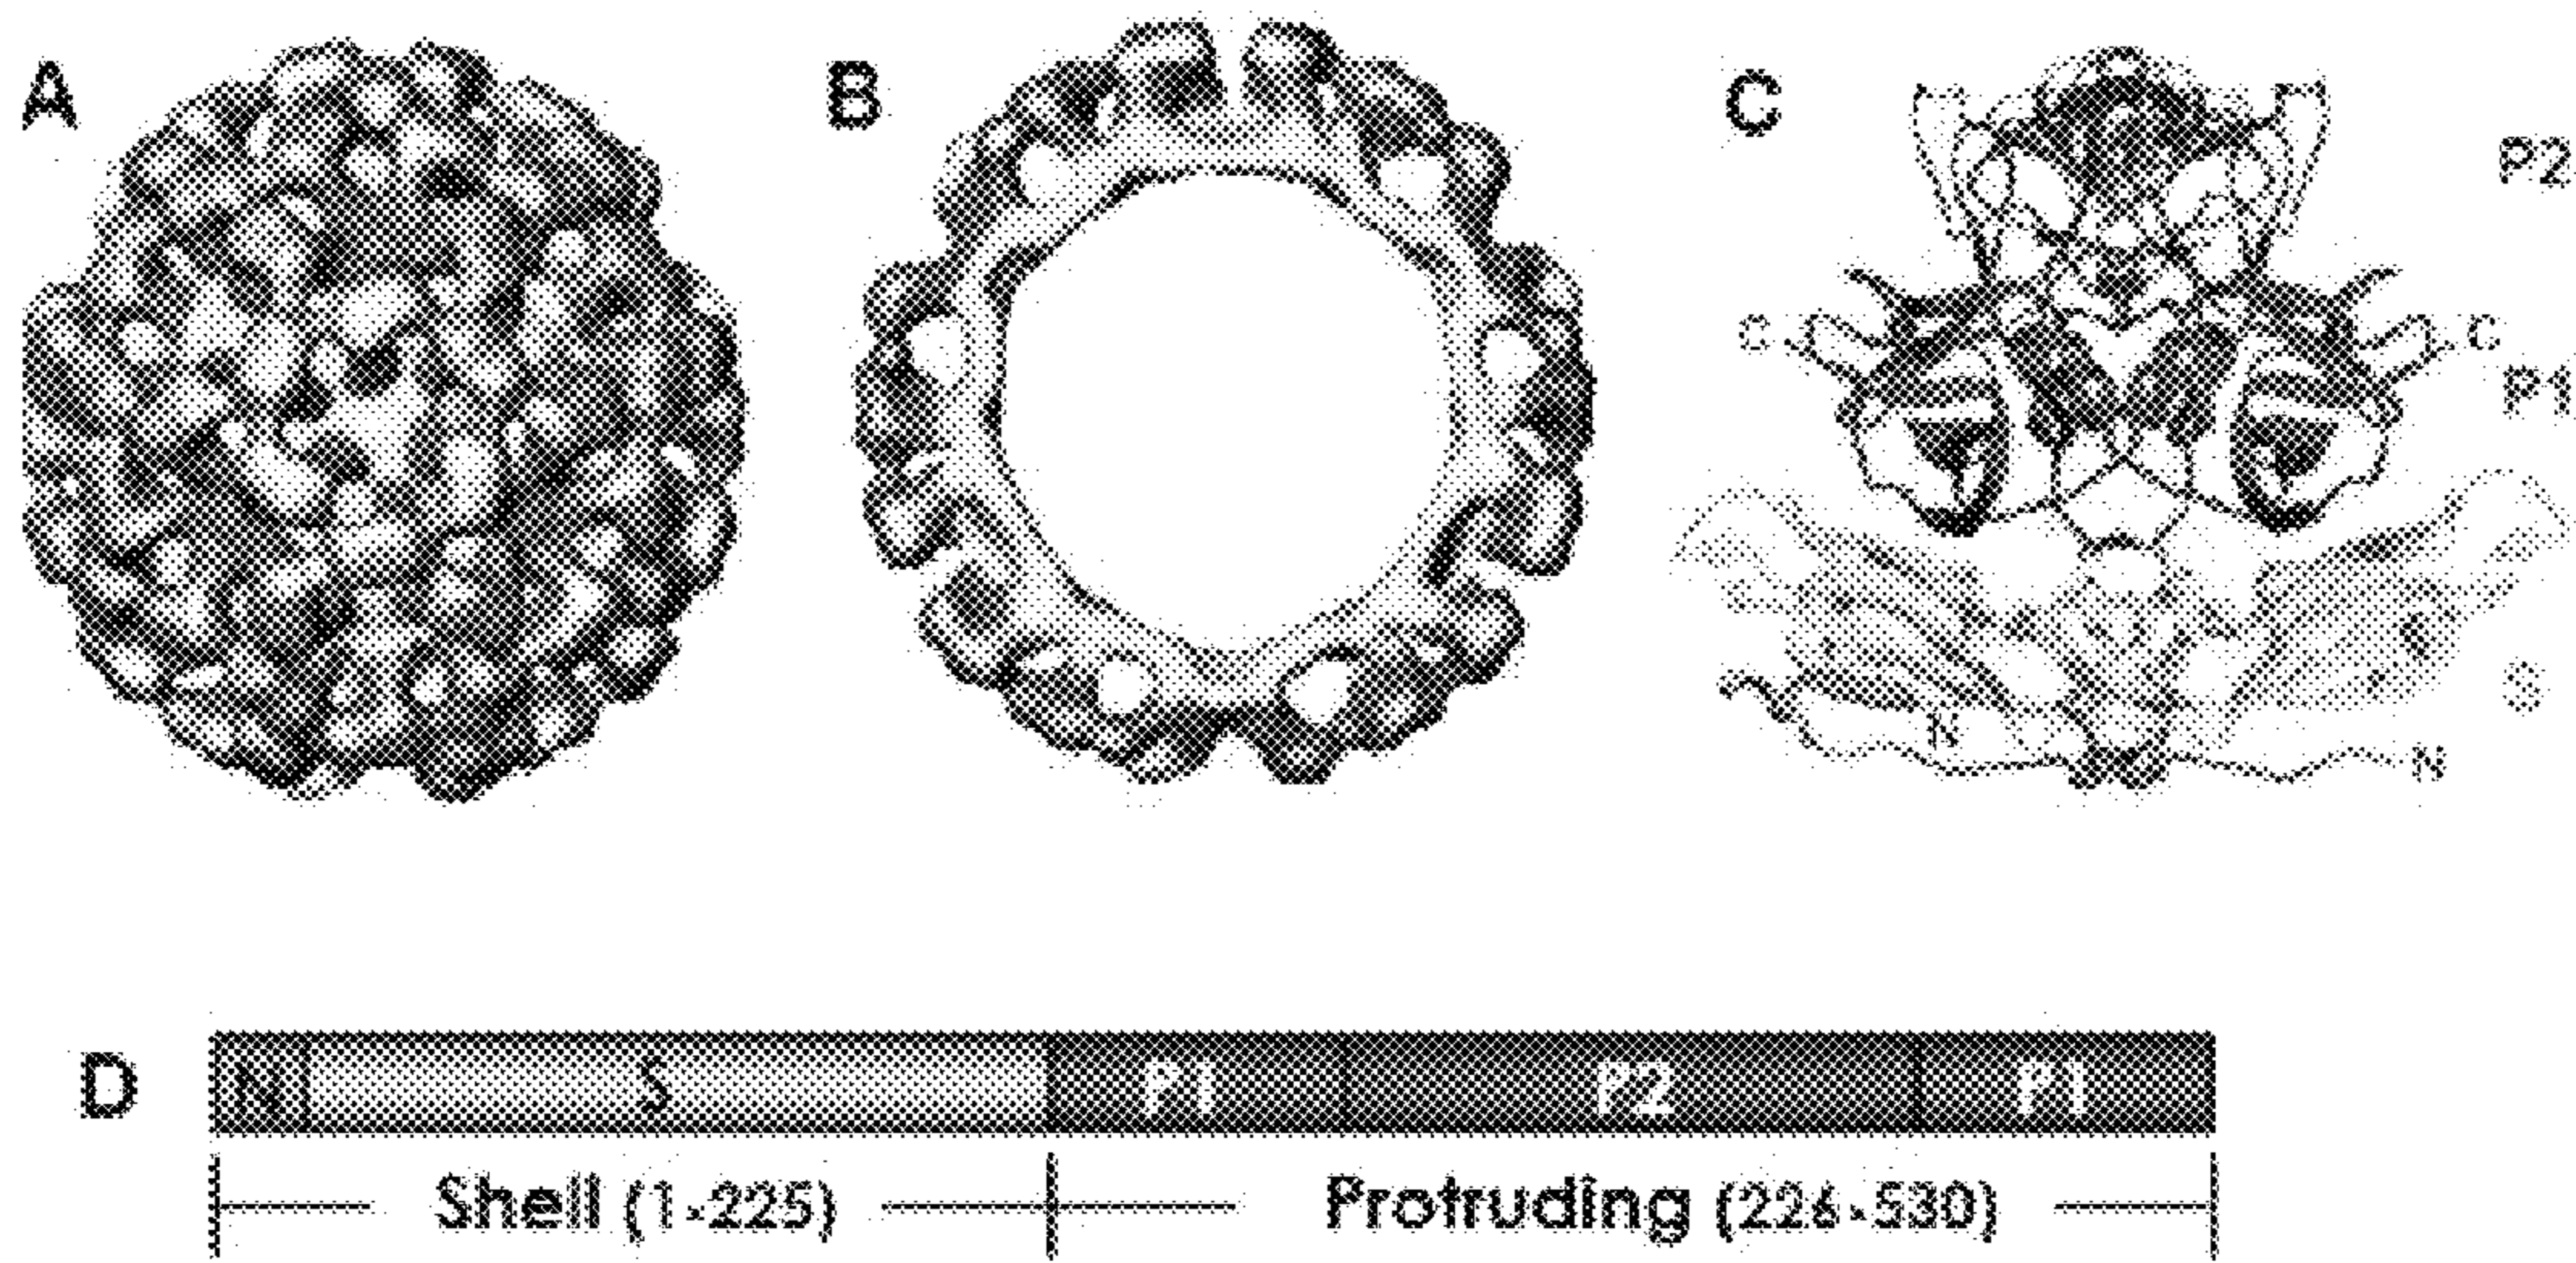 A
B
C
P2
C
C
P1
S
N
N
D
N S P1 P2 P1
Shell (1-225)
Protruding (226-530)